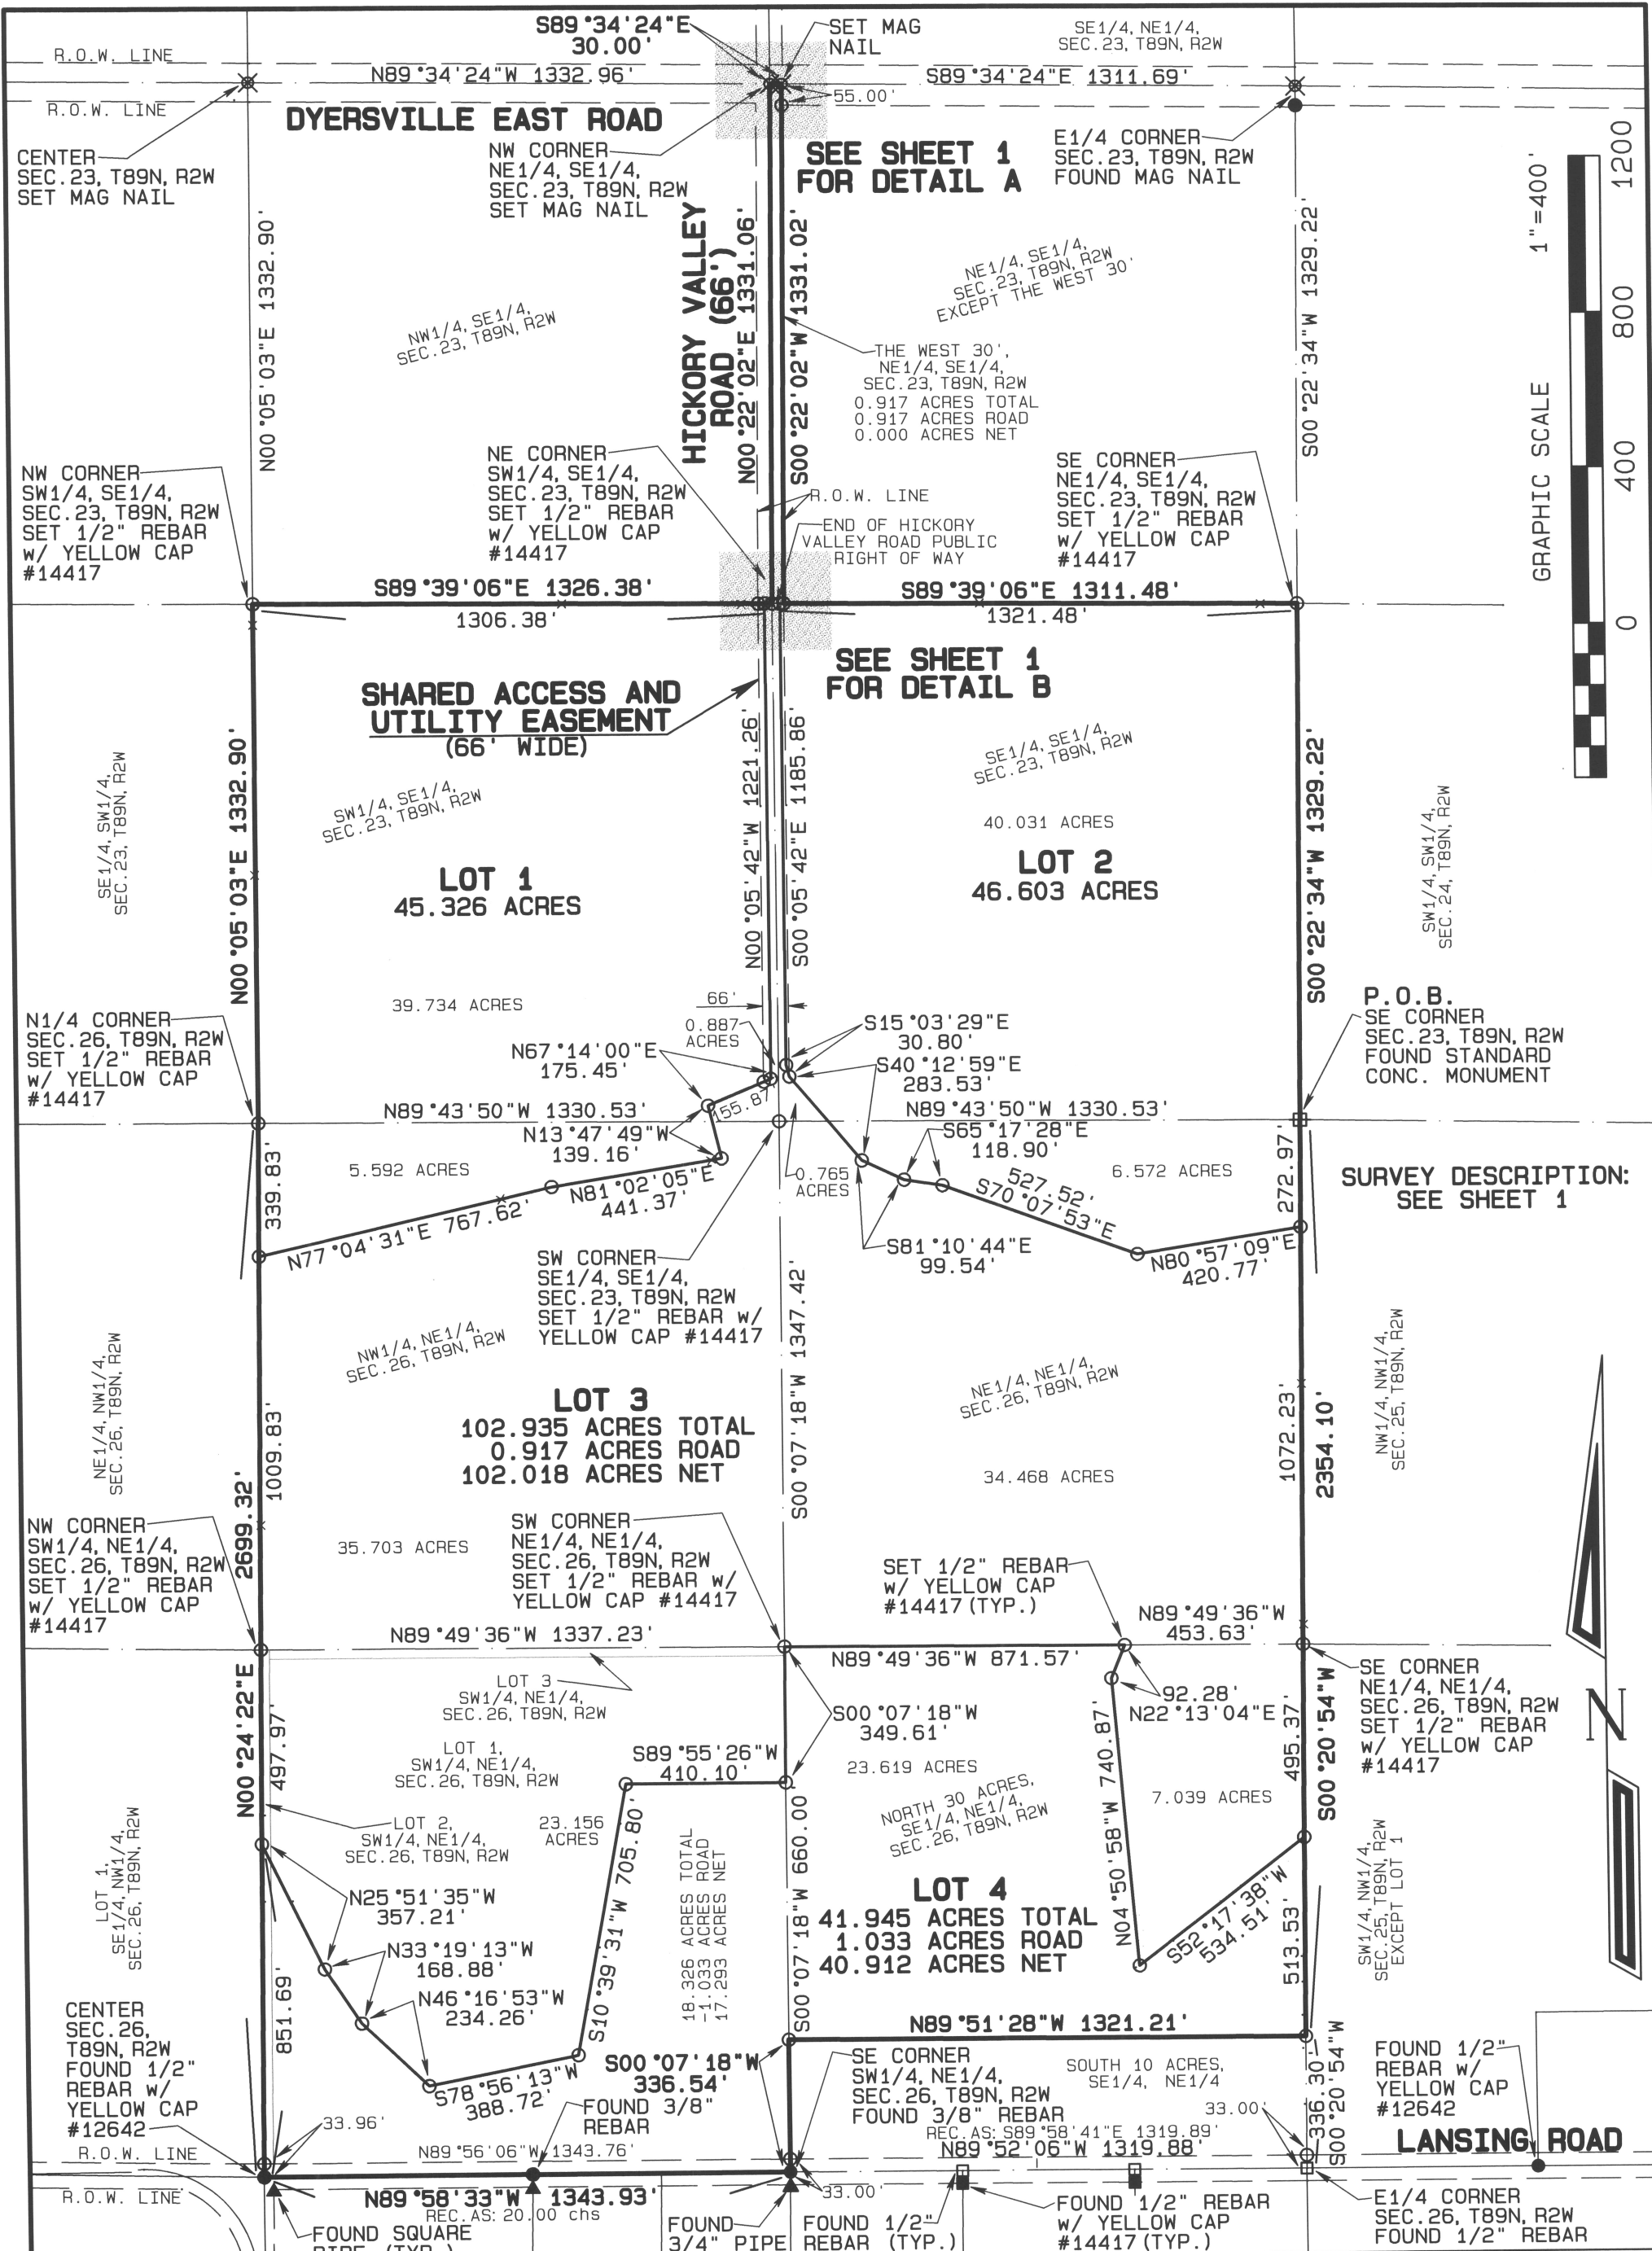 S89°34'24"E
30.00'
SET MAG
NAIL
SE1/4, NE1/4,
SEC.23, T89N, R2W
R.O.W. LINE
N89°34'24"W 1332.96'
S89°34'24"E 1311.69'
R.O.W. LINE
55.00'
DYERSVILLE EAST ROAD
CENTER
SEC.23, T89N, R2W
SET MAG NAIL
NW CORNER
NE1/4, SE1/4,
SEC.23, T89N, R2W
SET MAG NAIL
SEE SHEET 1
FOR DETAIL A
E1/4 CORNER
SEC.23, T89N, R2W
FOUND MAG NAIL
1"=400'
GRAPHIC SCALE
1200
800
400
0
N00°05'03"E 1332.90'
NW1/4, SE1/4,
SEC.23, T89N, R2W
HICKORY VALLEY
ROAD (66')
N00°22'02"E 1331.06'
S00°22'02"W 1331.02'
NE1/4, SE1/4,
SEC.23, T89N, R2W
EXCEPT THE WEST 30'
S00°22'34"W 1329.22'
THE WEST 30',
NE1/4, SE1/4,
SEC.23, T89N, R2W
0.917 ACRES TOTAL
0.917 ACRES ROAD
0.000 ACRES NET
NW CORNER
SW1/4, SE1/4,
SEC.23, T89N, R2W
SET 1/2" REBAR
w/ YELLOW CAP
#14417
NE CORNER
SW1/4, SE1/4,
SEC.23, T89N, R2W
SET 1/2" REBAR
w/ YELLOW CAP
#14417
R.O.W. LINE
END OF HICKORY
VALLEY ROAD PUBLIC
RIGHT OF WAY
SE CORNER
NE1/4, SE1/4,
SEC.23, T89N, R2W
SET 1/2" REBAR
w/ YELLOW CAP
#14417
S89°39'06"E 1326.38'
1306.38'
S89°39'06"E 1311.48'
1321.48'
SEE SHEET 1
FOR DETAIL B
SHARED ACCESS AND
UTILITY EASEMENT
(66' WIDE)
SE1/4, SW1/4,
SEC.23, T89N, R2W
N00°05'03"E 1332.90'
SW1/4, SE1/4,
SEC.23, T89N, R2W
N00°05'42"W 1221.26'
S00°05'42"E 1185.86'
SE1/4, SE1/4,
SEC.23, T89N, R2W
40.031 ACRES
S00°22'34"W 1329.22'
SW1/4, SW1/4,
SEC.24, T89N, R2W
LOT 1
45.326 ACRES
LOT 2
46.603 ACRES
39.734 ACRES
66'
0.887
ACRES
P.O.B.
SE CORNER
SEC.23, T89N, R2W
FOUND STANDARD
CONC. MONUMENT
N1/4 CORNER
SEC.26, T89N, R2W
SET 1/2" REBAR
w/ YELLOW CAP
#14417
N67°14'00"E
175.45'
S15°03'29"E
30.80'
S40°12'59"E
283.53'
N89°43'50"W 1330.53'
155.87'
N89°43'50"W 1330.53'
N13°47'49"W
139.16'
S65°17'28"E
118.90'
339.83'
5.592 ACRES
N81°02'05"E
441.37'
0.765
ACRES
527.52'
S70°07'53"E
6.572 ACRES
272.97'
SURVEY DESCRIPTION:
SEE SHEET 1
N77°04'31"E 767.62'
S81°10'44"E
99.54'
N80°57'09"E
420.77'
SW CORNER
SE1/4, SE1/4,
SEC.23, T89N, R2W
SET 1/2" REBAR w/
YELLOW CAP #14417
S00°07'18"W 1347.42'
NE1/4, NW1/4,
SEC.26, T89N, R2W
NW1/4, NE1/4,
SEC.26, T89N, R2W
NE1/4, NE1/4,
SEC.26, T89N, R2W
NW1/4, NW1/4,
SEC.25, T89N, R2W
LOT 3
102.935 ACRES TOTAL
0.917 ACRES ROAD
102.018 ACRES NET
1009.83'
2699.32'
34.468 ACRES
1072.23'
2354.10'
NW CORNER
SW1/4, NE1/4,
SEC.26, T89N, R2W
SET 1/2" REBAR
w/ YELLOW CAP
#14417
35.703 ACRES
SW CORNER
NE1/4, NE1/4,
SEC.26, T89N, R2W
SET 1/2" REBAR w/
YELLOW CAP #14417
SET 1/2" REBAR
w/ YELLOW CAP
#14417 (TYP.)
N89°49'36"W
453.63'
N89°49'36"W 1337.23'
N89°49'36"W 871.57'
N00°24'22"E
497.97'
LOT 3
SW1/4, NE1/4,
SEC.26, T89N, R2W
S00°07'18"W
349.61'
92.28'
N22°13'04"E
SE CORNER
NE1/4, NE1/4,
SEC.26, T89N, R2W
SET 1/2" REBAR
w/ YELLOW CAP
#14417
N
S00°20'54"W
495.37'
LOT 1,
SW1/4, NE1/4,
SEC.26, T89N, R2W
S89°55'26"W
410.10'
23.619 ACRES
N04°50'58"W 740.87'
7.039 ACRES
LOT 2,
SW1/4, NE1/4,
SEC.26, T89N, R2W
23.156
ACRES
S10°39'31"W 705.80'
18.326 ACRES TOTAL
-1.033 ACRES ROAD
17.293 ACRES NET
S00°07'18"W 660.00'
NORTH 30 ACRES,
SE1/4, NE1/4,
SEC.26, T89N, R2W
LOT 1,
SE1/4, NW1/4,
SEC.26, T89N, R2W
N25°51'35"W
357.21'
LOT 4
41.945 ACRES TOTAL
1.033 ACRES ROAD
40.912 ACRES NET
S52°17'38"W
534.51'
513.53'
SW1/4, NW1/4,
SEC.25, T89N, R2W
EXCEPT LOT 1
N33°19'13"W
168.88'
N46°16'53"W
234.26'
851.69'
CENTER
SEC.26,
T89N, R2W
FOUND 1/2"
REBAR w/
YELLOW CAP
#12642
S78°56'13"W
388.72'
S00°07'18"W
336.54'
N89°51'28"W 1321.21'
SE CORNER
SW1/4, NE1/4,
SEC.26, T89N, R2W
FOUND 3/8" REBAR
SOUTH 10 ACRES,
SE1/4, NE1/4
336.30'
S00°20'54"W
FOUND 1/2"
REBAR w/
YELLOW CAP
#12642
33.96'
FOUND 3/8"
REBAR
33.00'
REC.AS: S89°58'41"E 1319.89'
N89°52'06"W 1319.88'
LANSING ROAD
R.O.W. LINE
N89°56'06"W 1343.76'
R.O.W. LINE
N89°58'33"W 1343.93'
REC.AS: 20.00 chs
33.00'
FOUND SQUARE
PIPE (TYP.)
FOUND
3/4" PIPE
FOUND 1/2"
REBAR (TYP.)
FOUND 1/2" REBAR
w/ YELLOW CAP
#14417 (TYP.)
E1/4 CORNER
SEC.26, T89N, R2W
FOUND 1/2" REBAR